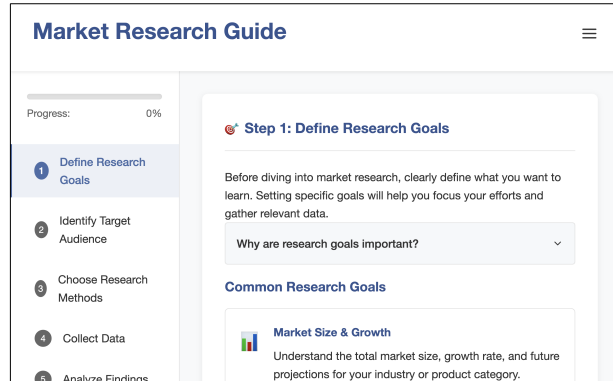 Market Research Guide
Progress: 0%
1 Define Research
Goals
2 Identify Target
Audience
3 Choose Research
Methods
4 Collect Data
5 Analyze Findings
Step 1: Define Research Goals
Before diving into market research, clearly define what you want to
learn. Setting specific goals will help you focus your efforts and
gather relevant data.
Why are research goals important?
Common Research Goals
Market Size & Growth
Understand the total market size, growth rate, and future
projections for your industry or product category.